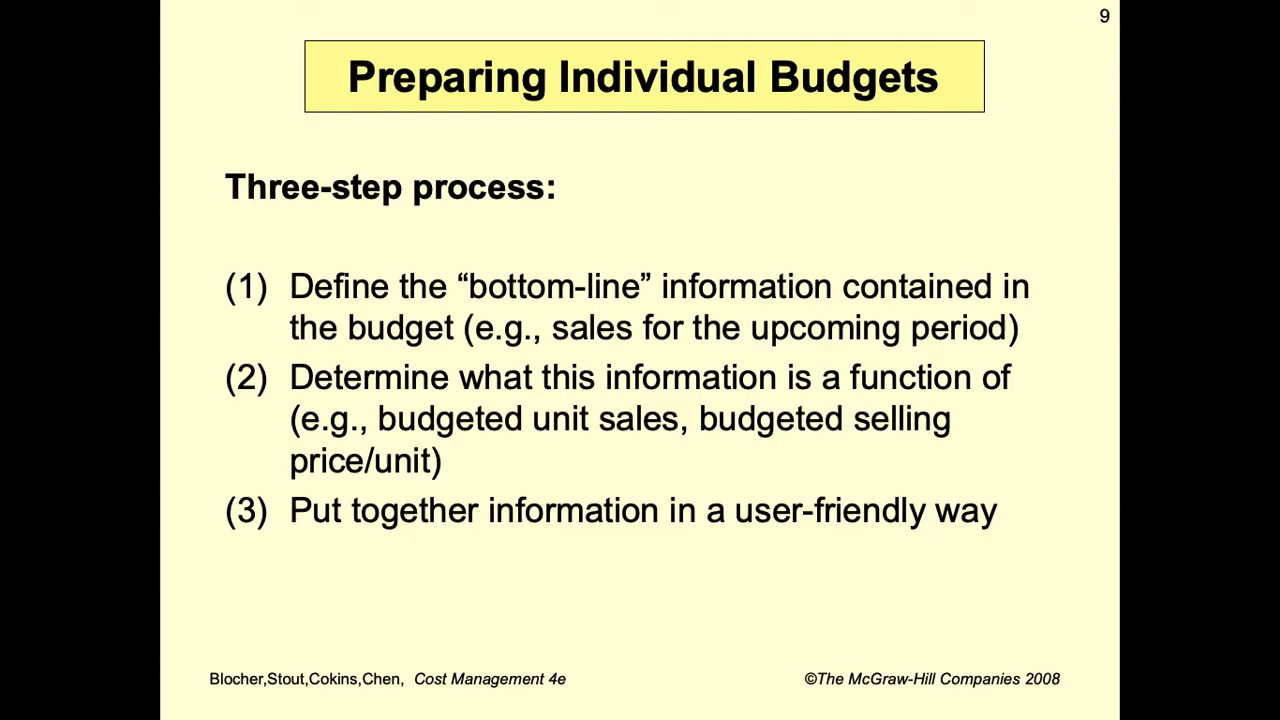 9
Preparing Individual Budgets
Three-step process:
(1) Define the “bottom-line” information contained in
the budget (e.g., sales for the upcoming period)
(2) Determine what this information is a function of
(e.g., budgeted unit sales, budgeted selling
price/unit)
(3) Put together information in a user-friendly way
Blocher,Stout,Cokins,Chen, Cost Management 4e
©The McGraw-Hill Companies 2008